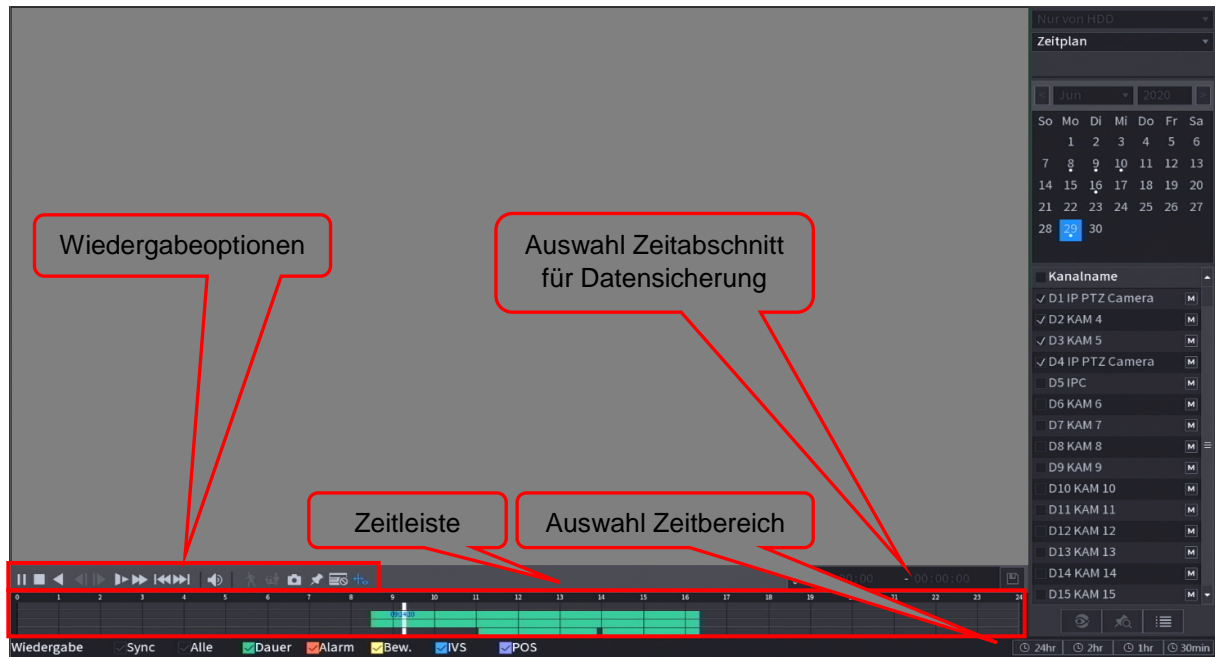 Nur von HDD
Zeitplan
Jun 2020
So Mo Di Mi Do Fr Sa
1 2 3 4 5 6
7 8 9 10 11 12 13
14 15 16 17 18 19 20
21 22 23 24 25 26 27
28 29 30
Wiedergabeoptionen
Auswahl Zeitabschnitt
für Datensicherung
Kanalname
D1 IP PTZ Camera M
D2 KAM 4 M
D3 KAM 5 M
D4 IP PTZ Camera M
D5 IPC M
D6 KAM 6 M
D7 KAM 7 M
D8 KAM 8 M
D9 KAM 9 M
D10 KAM 10 M
D11 KAM 11 M
D12 KAM 12 M
D13 KAM 13 M
D14 KAM 14 M
D15 KAM 15 M
Zeitleiste
Auswahl Zeitbereich
- 00:00:00
0 1 2 3 4 5 6 7 8 9 10 11 12 13 14 15 16 17 18 19 20 21 22 23 24
Wiedergabe Sync Alle Dauer Alarm Bew. IVS POS
24hr 2hr 1hr 30min